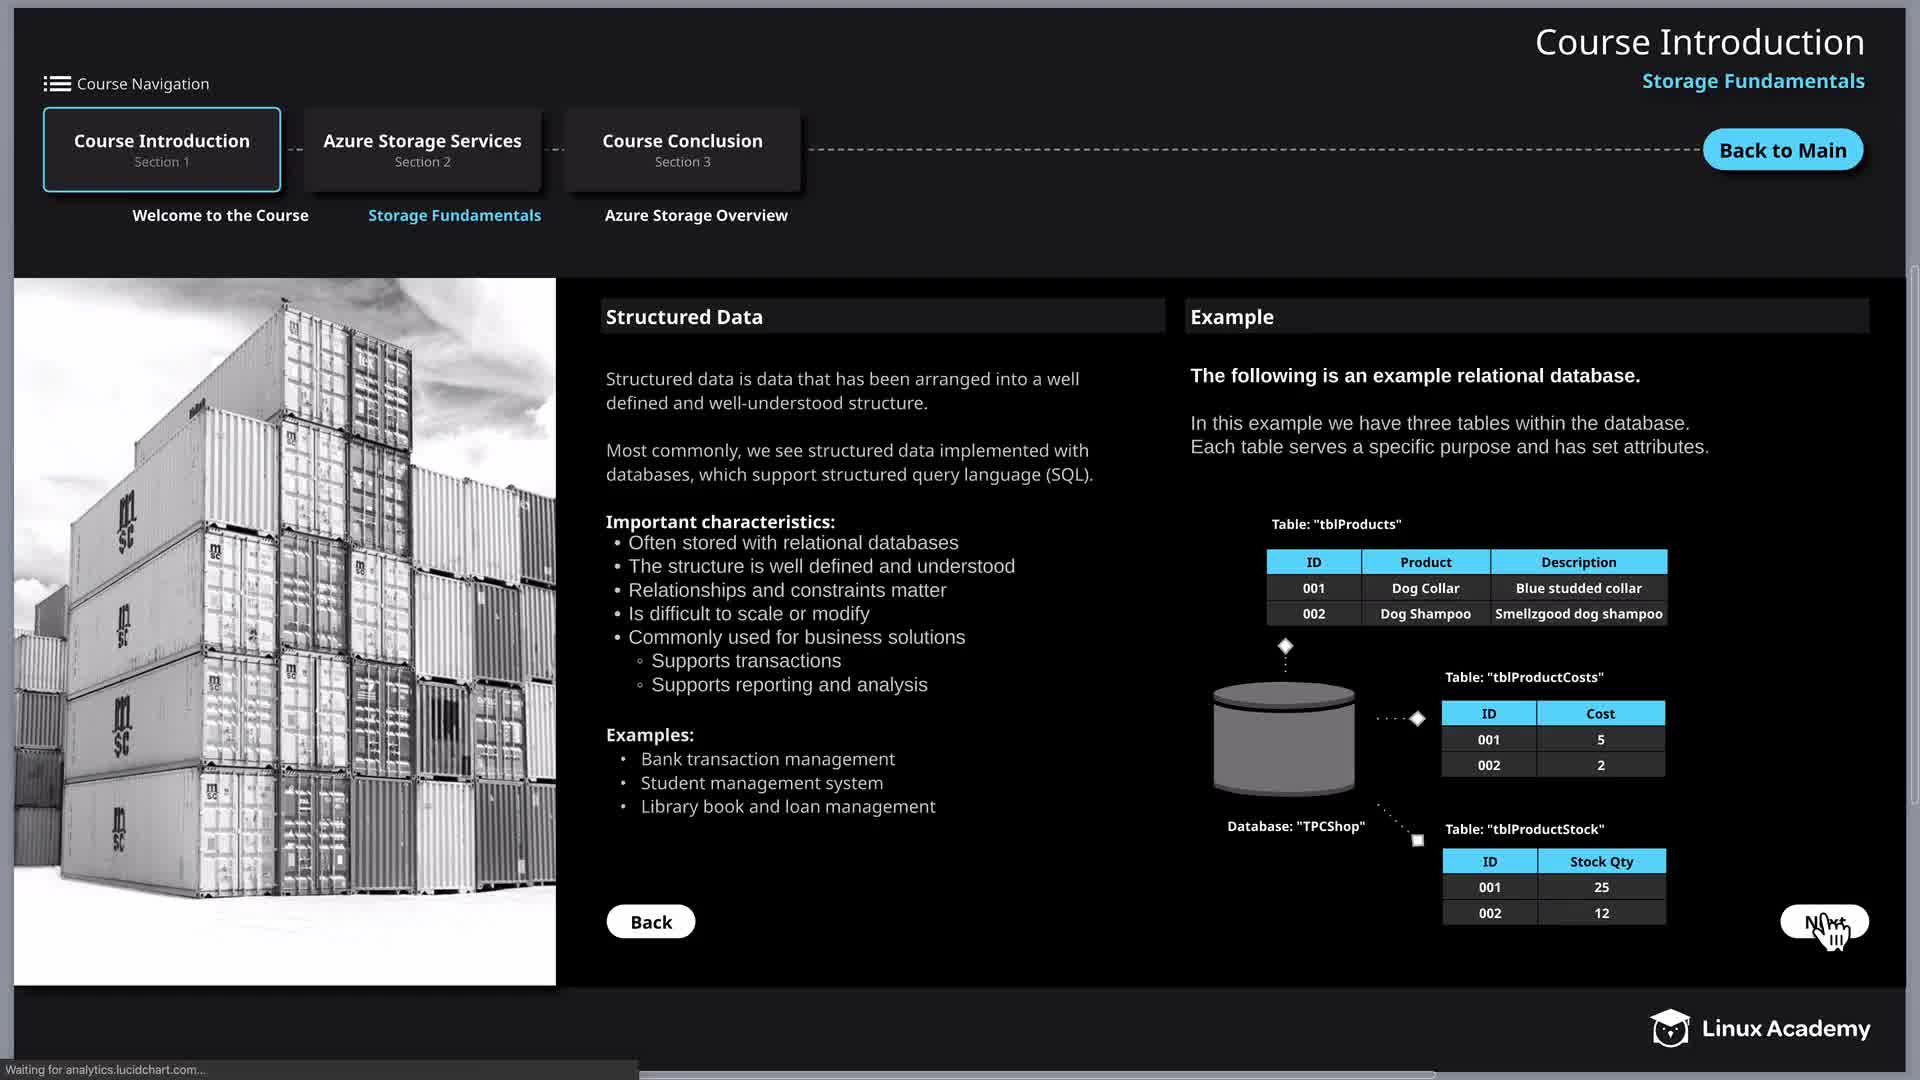 Course Introduction
Storage Fundamentals
Course Navigation
Course Introduction
Section 1
Azure Storage Services
Section 2
Course Conclusion
Section 3
Back to Main
Welcome to the Course
Storage Fundamentals
Azure Storage Overview
Structured Data
Structured data is data that has been arranged into a well
defined and well-understood structure.
Most commonly, we see structured data implemented with
databases, which support structured query language (SQL).
Important characteristics:
• Often stored with relational databases
• The structure is well defined and understood
• Relationships and constraints matter
• Is difficult to scale or modify
• Commonly used for business solutions
◦ Supports transactions
◦ Supports reporting and analysis
Examples:
• Bank transaction management
• Student management system
• Library book and loan management
Back
Example
The following is an example relational database.
In this example we have three tables within the database.
Each table serves a specific purpose and has set attributes.
Table: "tblProducts"
ID Product Description
001 Dog Collar Blue studded collar
002 Dog Shampoo Smellzgood dog shampoo
Table: "tblProductCosts"
ID Cost
001 5
002 2
Database: "TPCShop"
Table: "tblProductStock"
ID Stock Qty
001 25
002 12
Next
Linux Academy
Waiting for analytics.lucidchart.com...
msc
msc
msc
msc